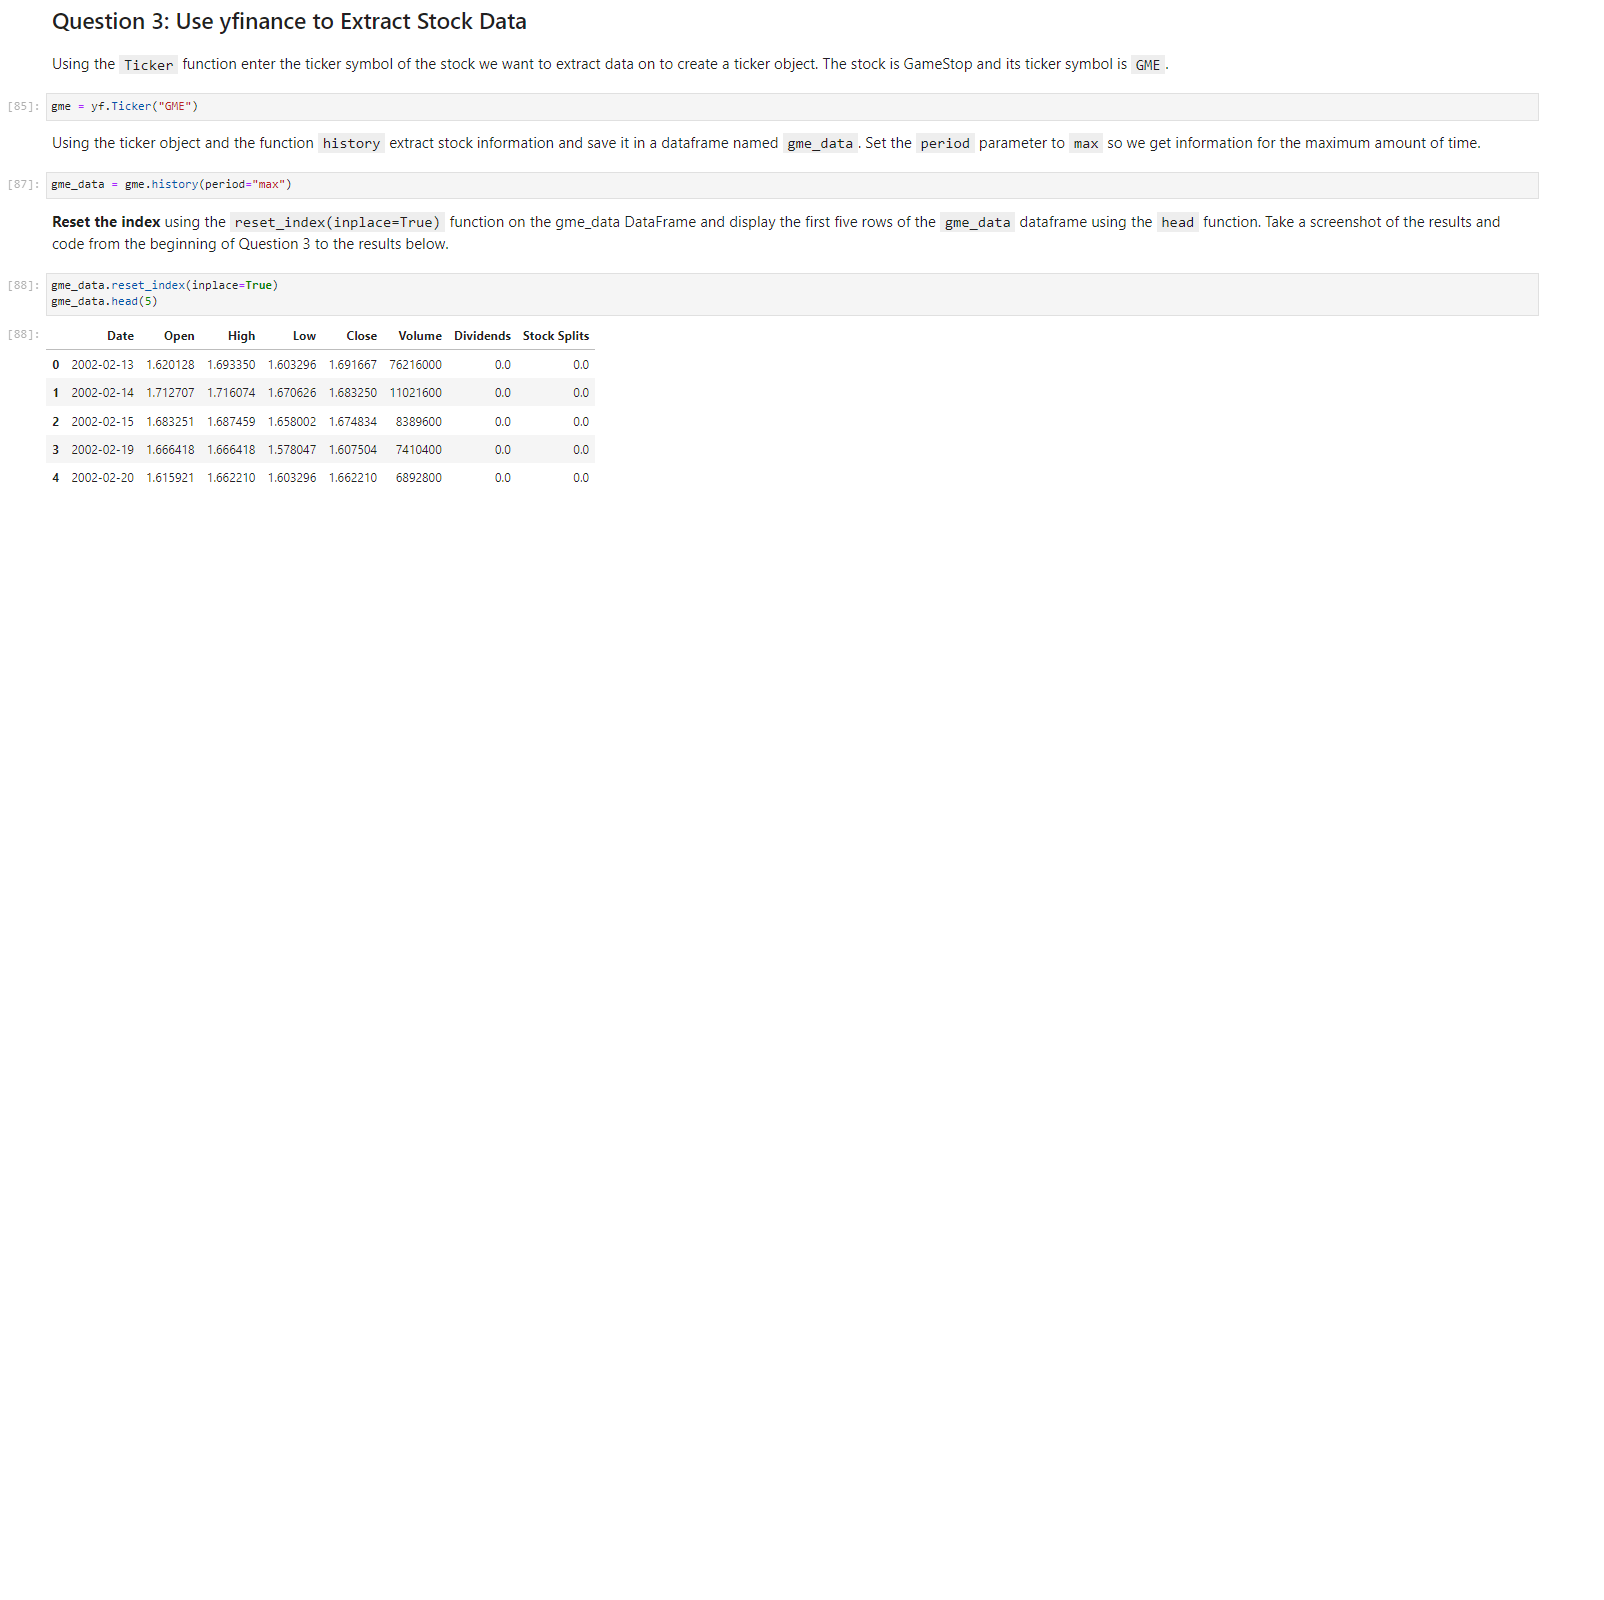 Question 3: Use yfinance to Extract Stock Data
Using the Ticker function enter the ticker symbol of the stock we want to extract data on to create a ticker object. The stock is GameStop and its ticker symbol is GME.
[85]: gme = yf.Ticker("GME")
Using the ticker object and the function history extract stock information and save it in a dataframe named gme_data. Set the period parameter to max so we get information for the maximum amount of time.
[87]: gme_data = gme.history(period="max")
Reset the index using the reset_index(inplace=True) function on the gme_data DataFrame and display the first five rows of the gme_data dataframe using the head function. Take a screenshot of the results and
code from the beginning of Question 3 to the results below.
[88]: gme_data.reset_index(inplace=True)
gme_data.head(5)
[88]: Date Open High Low Close Volume Dividends Stock Splits
0 2002-02-13 1.620128 1.693350 1.603296 1.691667 76216000 0.0 0.0
1 2002-02-14 1.712707 1.716074 1.670626 1.683250 11021600 0.0 0.0
2 2002-02-15 1.683251 1.687459 1.658002 1.674834 8389600 0.0 0.0
3 2002-02-19 1.666418 1.666418 1.578047 1.607504 7410400 0.0 0.0
4 2002-02-20 1.615921 1.662210 1.603296 1.662210 6892800 0.0 0.0